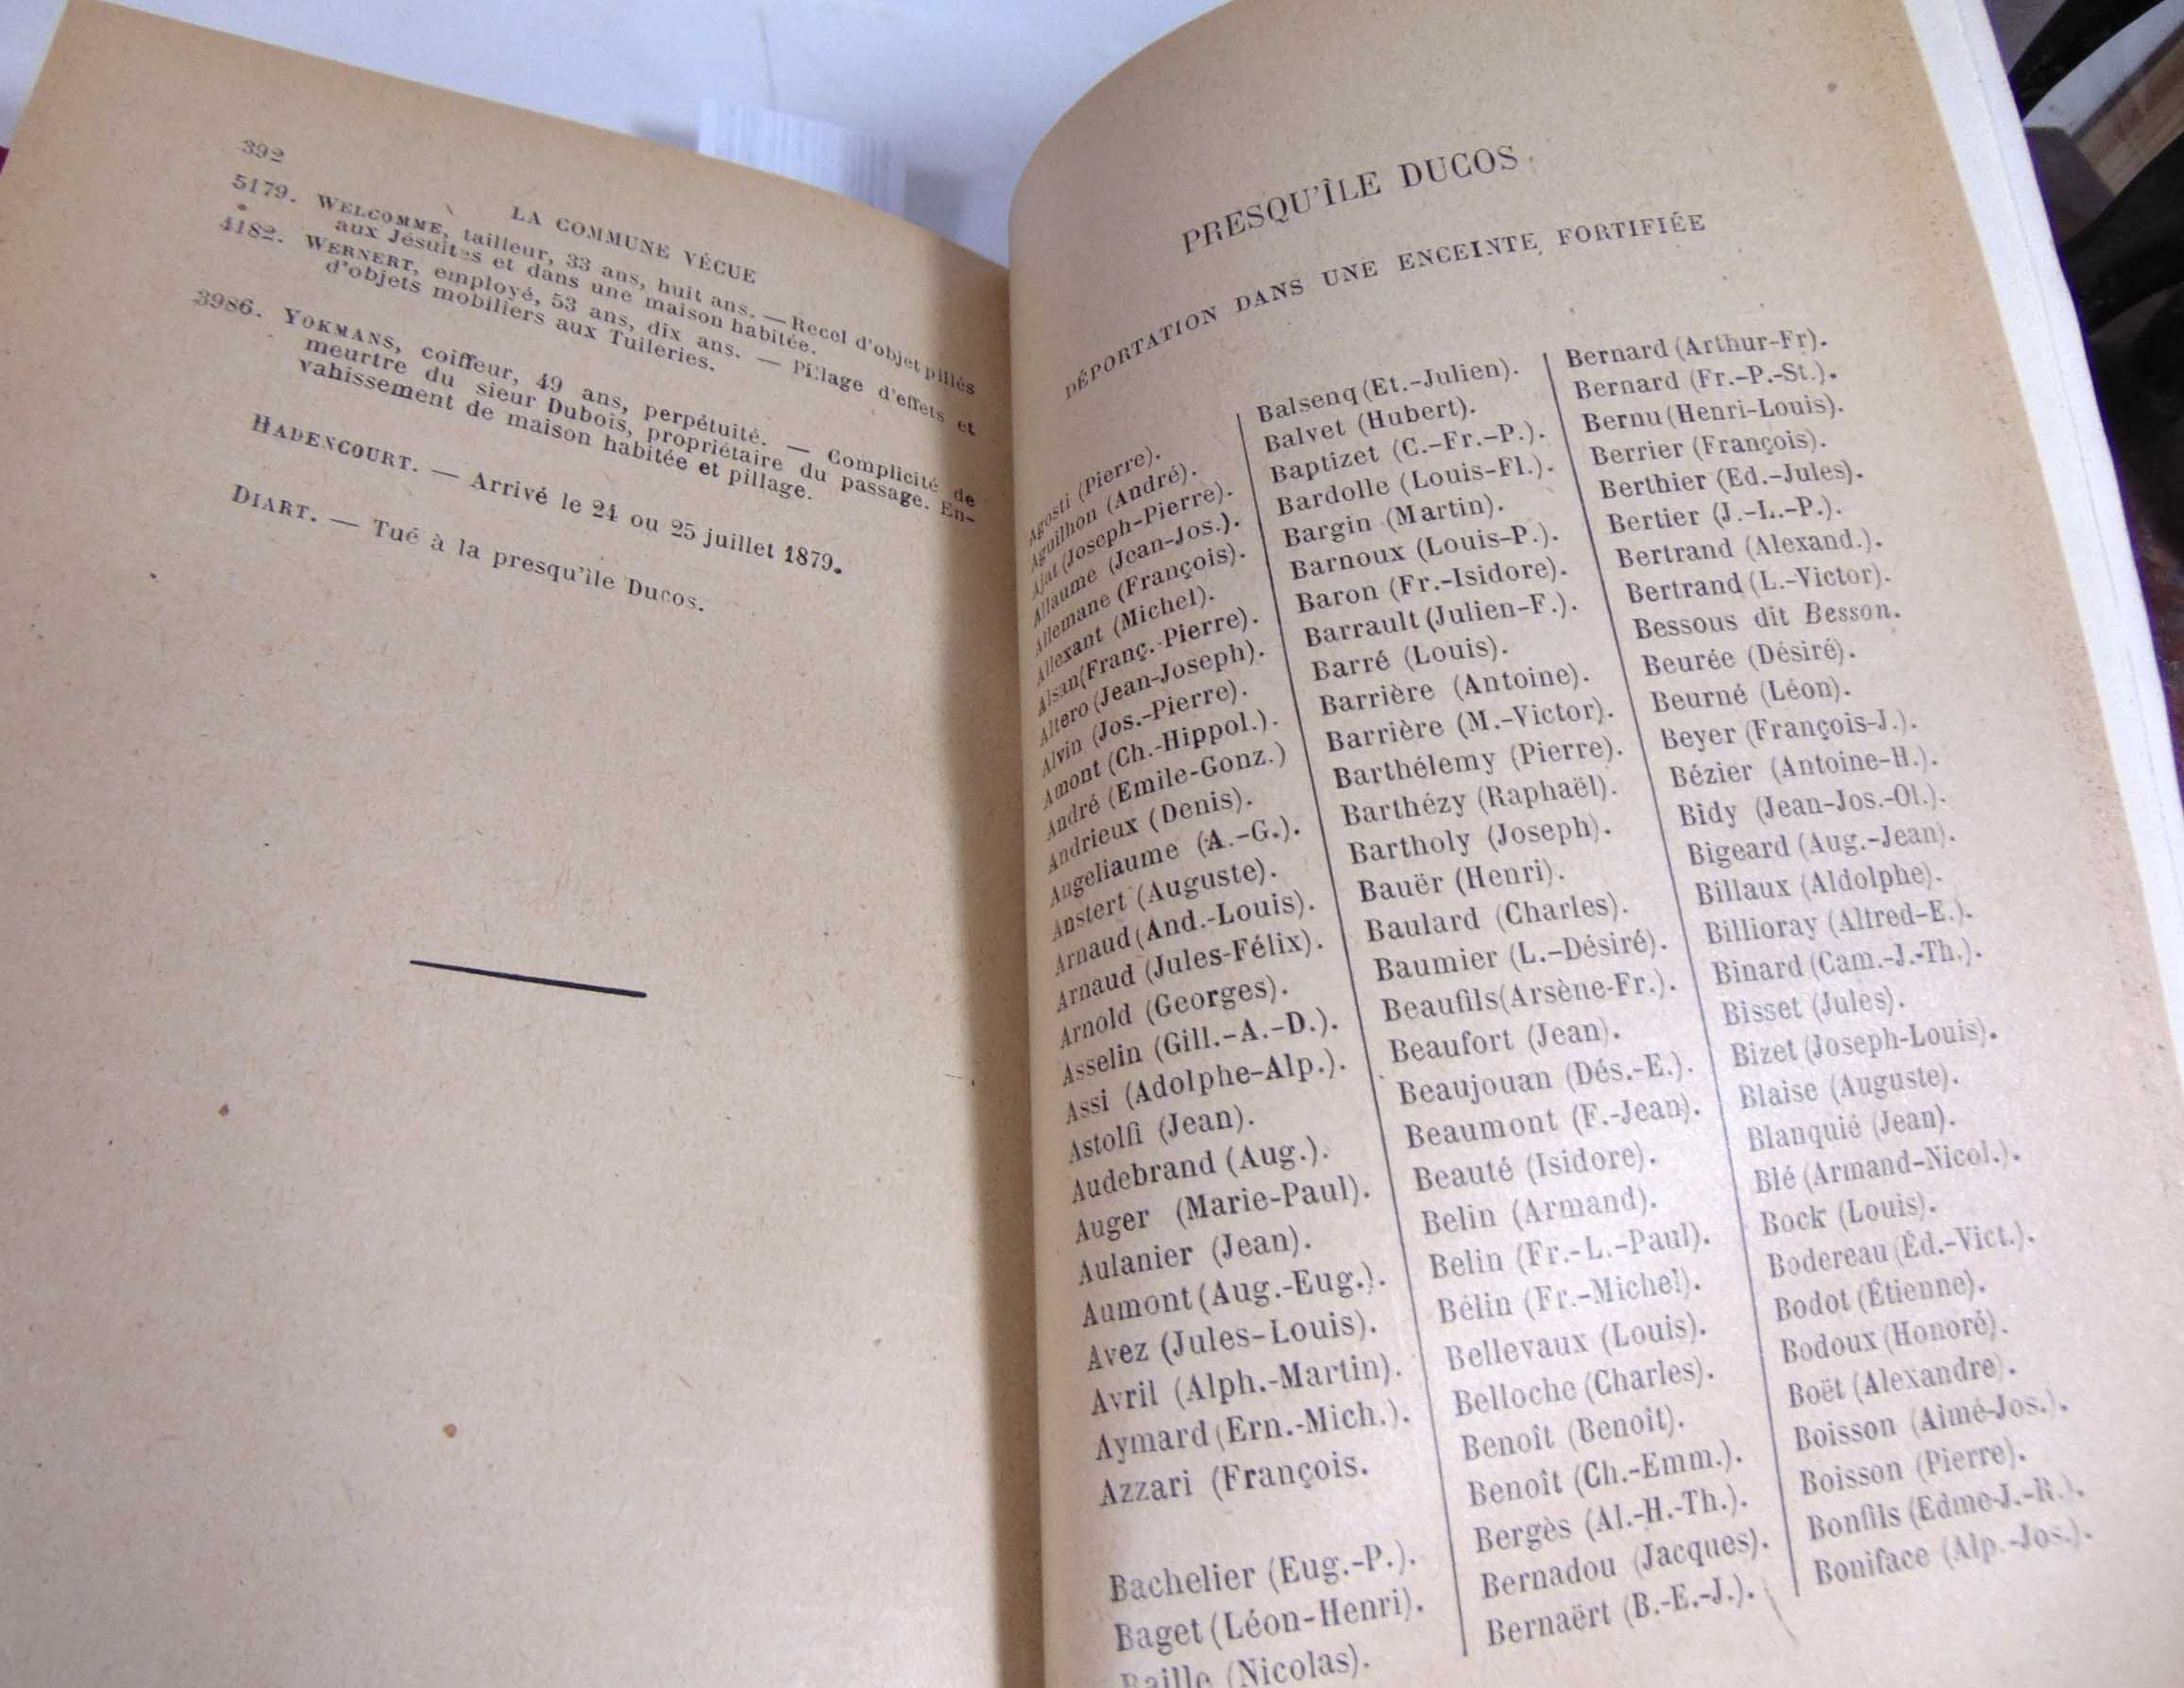 392
LA COMMUNE VÉCUE
5179. WELCOMME, tailleur, 33 ans, huit ans. — Recel d'objet pillés
aux Jésuites et dans une maison habitée.
4182. WERNERT, employé, 53 ans, dix ans. — Pillage d'effets et
d'objets mobiliers aux Tuileries.
3986. YOKMANS, coiffeur, 49 ans, perpétuité. — Complicité de
meurtre du sieur Dubois, propriétaire du passage. En-
vahissement de maison habitée et pillage.
HADENCOURT. — Arrivé le 24 ou 25 juillet 1879.
DIART. — Tué à la presqu'île Ducos.
PRESQU'ÎLE DUCOS
DÉPORTATION DANS UNE ENCEINTE FORTIFIÉE
Agosti (Pierre).
Aguilhon (André).
Ajat (Joseph-Pierre).
Allaume (Jean-Jos.).
Allemane (François).
Allexant (Michel).
Alsan (Franç.-Pierre).
Altero (Jean-Joseph).
Alvin (Jos.-Pierre).
Amont (Ch.-Hippol.).
André (Emile-Gonz.)
Andrieux (Denis).
Angeliaume (A.-G.).
Anstert (Auguste).
Arnaud (And.-Louis).
Arnaud (Jules-Félix).
Arnold (Georges).
Asselin (Gill.-A.-D.).
Assi (Adolphe-Alp.).
Astolfi (Jean).
Audebrand (Aug.).
Auger (Marie-Paul).
Aulanier (Jean).
Aumont (Aug.-Eug.).
Avez (Jules-Louis).
Avril (Alph.-Martin).
Aymard (Ern.-Mich.).
Azzari (François.
Bachelier (Eug.-P.).
Baget (Léon-Henri).
Baille (Nicolas).
Balsenq (Et.-Julien).
Balvet (Hubert).
Baptizet (C.-Fr.-P.).
Bardolle (Louis-Fl.).
Bargin (Martin).
Barnoux (Louis-P.).
Baron (Fr.-Isidore).
Barrault (Julien-F.).
Barré (Louis).
Barrière (Antoine).
Barrière (M.-Victor).
Barthélemy (Pierre).
Barthézy (Raphaël).
Bartholy (Joseph).
Bauër (Henri).
Baulard (Charles).
Baumier (L.-Désiré).
Beaufils (Arsène-Fr.).
Beaufort (Jean).
Beaujouan (Dés.-E.).
Beaumont (F.-Jean).
Beauté (Isidore).
Belin (Armand).
Belin (Fr.-L.-Paul).
Bélin (Fr.-Michel).
Bellevaux (Louis).
Belloche (Charles).
Benoît (Benoît).
Benoît (Ch.-Emm.).
Bergès (Al.-H.-Th.).
Bernadou (Jacques).
Bernaërt (B.-E.-J.).
Bernard (Arthur-Fr).
Bernard (Fr.-P.-St.).
Bernu (Henri-Louis).
Berrier (François).
Berthier (Ed.-Jules).
Bertier (J.-L.-P.).
Bertrand (Alexand.).
Bertrand (L.-Victor).
Bessous dit Besson.
Beurée (Désiré).
Beurné (Léon).
Beyer (François-J.).
Bézier (Antoine-H.).
Bidy (Jean-Jos.-Ol.).
Bigeard (Aug.-Jean).
Billaux (Aldolphe).
Billioray (Altred-E.).
Binard (Cam.-J.-Th.).
Bisset (Jules).
Bizet (Joseph-Louis).
Blaise (Auguste).
Blanquié (Jean).
Blé (Armand-Nicol.).
Bock (Louis).
Bodereau (Éd.-Vict.).
Bodot (Étienne).
Bodoux (Honoré).
Boët (Alexandre).
Boisson (Aimé-Jos.).
Boisson (Pierre).
Bonfils (Edme-J.-R.).
Boniface (Alp.-Jos.).